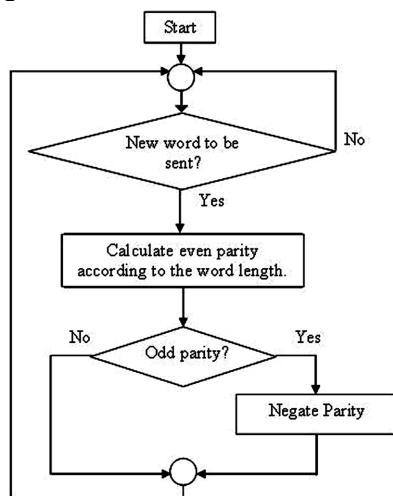 Start
New word to be
sent?
No
Yes
Calculate even parity
according to the word length.
No
Odd parity?
Yes
Negate Parity